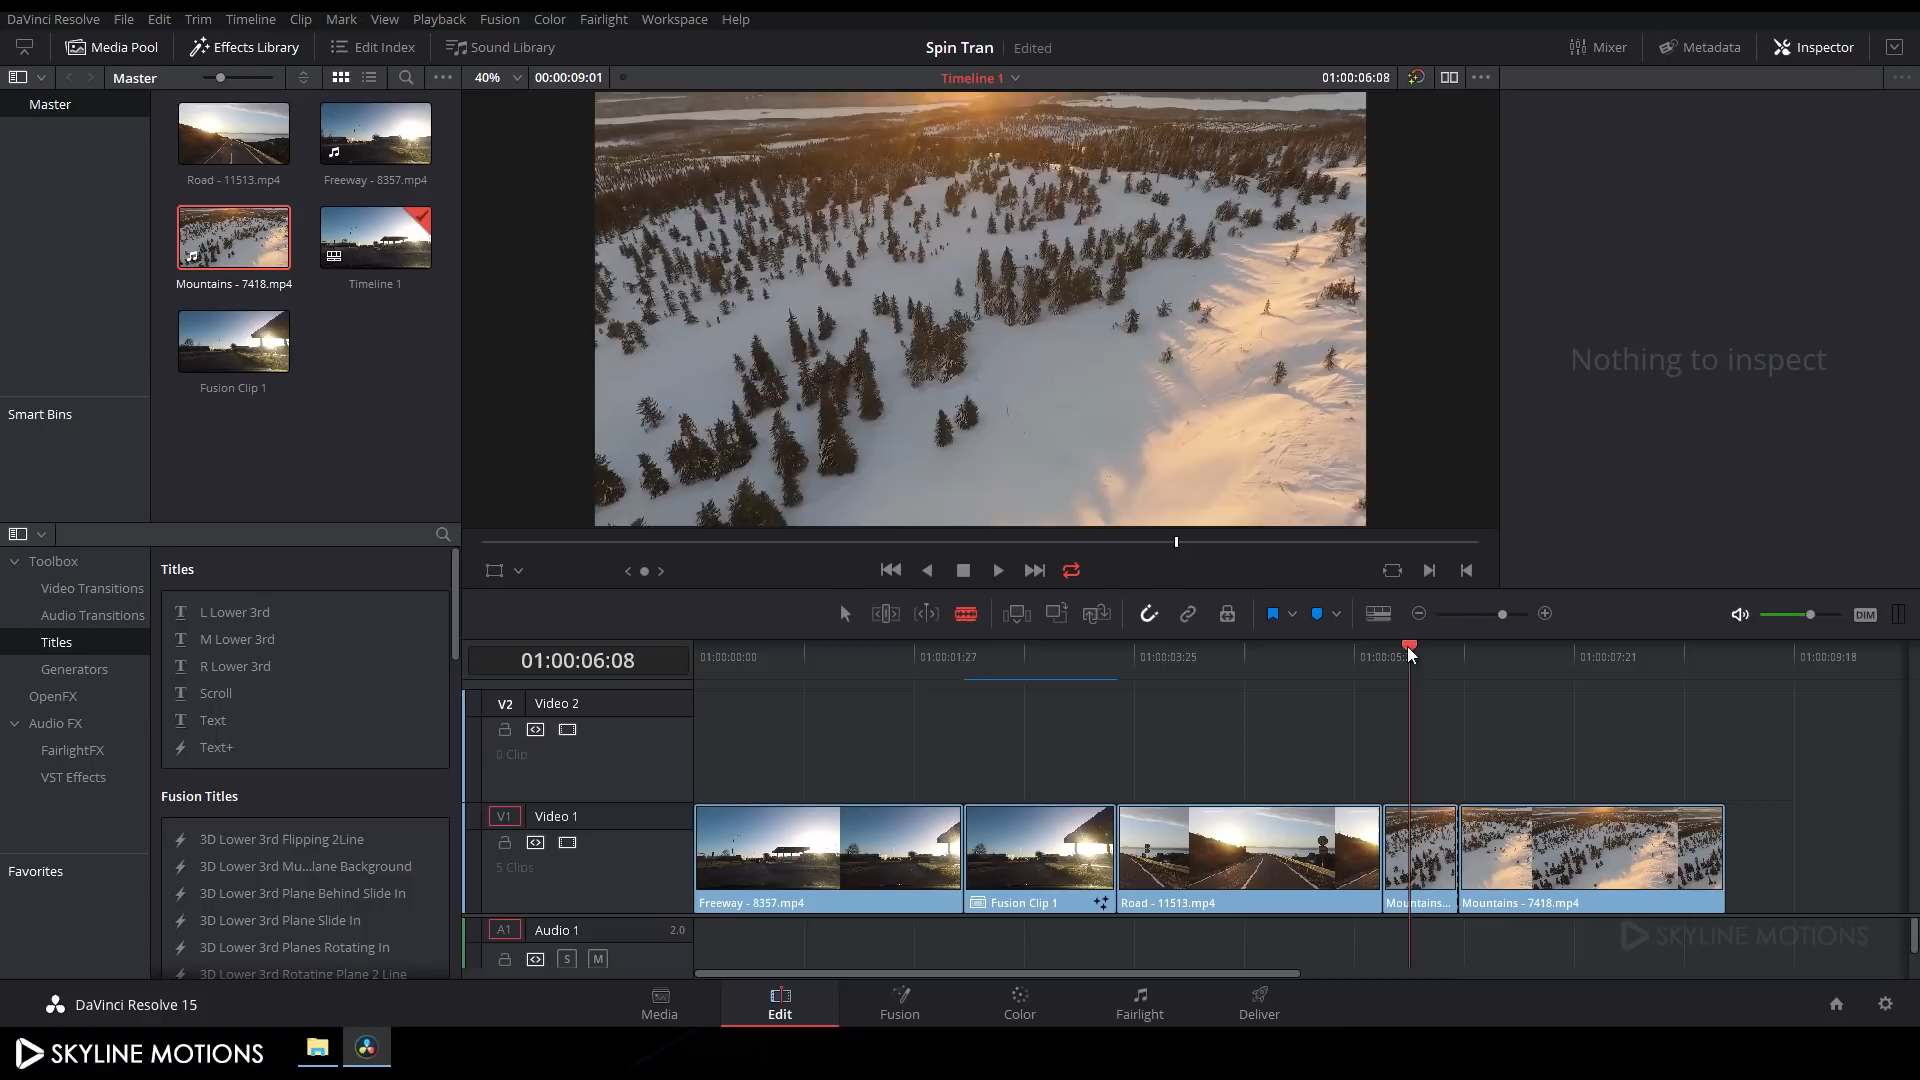 DaVinci Resolve File Edit Trim Timeline Clip Mark View Playback Fusion Color Fairlight Workspace Help
Media Pool Effects Library Edit Index Sound Library Spin Tran Edited Mixer Metadata Inspector
Master 40% 00:00:09:01 Timeline 1 01:00:06:08
Master
Road - 11513.mp4 Freeway - 8357.mp4
Mountains - 7418.mp4 Timeline 1
Fusion Clip 1
Nothing to inspect
Smart Bins
Toolbox
Video Transitions
Audio Transitions
Titles
Generators
OpenFX
Audio FX
FairlightFX
VST Effects
Favorites
Titles
L Lower 3rd
M Lower 3rd
R Lower 3rd
Scroll
Text
Text+
Fusion Titles
3D Lower 3rd Flipping 2Line
3D Lower 3rd Mu...lane Background
3D Lower 3rd Plane Behind Slide In
3D Lower 3rd Plane Slide In
3D Lower 3rd Planes Rotating In
3D Lower 3rd Rotating Plane 2 Line
DIM
01:00:06:08 01:00:00:00 01:00:01:27 01:00:03:25 01:00:07:21 01:00:09:18
V2 Video 2
0 Clip
V1 Video 1
5 Clips
Freeway - 8357.mp4 Fusion Clip 1 Road - 11513.mp4 Mountains... Mountains - 7418.mp4
A1 Audio 1 2.0
S M
SKYLINE MOTIONS
DaVinci Resolve 15 Media Edit Fusion Color Fairlight Deliver
SKYLINE MOTIONS